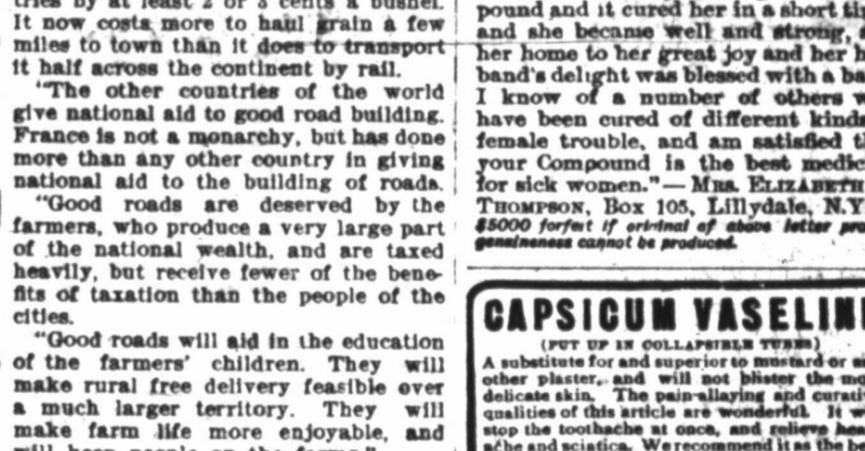 tries by at least 2 or 3 cents a bushel.
It now costs more to haul grain a few
miles to town than it does to transport
it half across the continent by rail.
"The other countries of the world
give national aid to good road building.
France is not a monarchy, but has done
more than any other country in giving
national aid to the building of roads.
"Good roads are deserved by the
farmers, who produce a very large part
of the national wealth, and are taxed
heavily, but receive fewer of the bene-
fits of taxation than the people of the
cities.
"Good roads will aid in the education
of the farmers' children. They will
make rural free delivery feasible over
a much larger territory. They will
make farm life more enjoyable, and
pound and it cured her in a short
and she became well and strong,
her home to her great joy and her
band's delight was blessed with a
I know of a number of others
have been cured of different
female trouble, and am satisfied
your Compound is the best
for sick women."—MRS. ELIZABETH
THOMPSON, Box 105, Lillydale, N.Y
$5000 forfeit if original of above letter
genuineness cannot be produced.
CAPSICUM VASELIN
(PUT UP IN COLLAPSIBLE TUBES)
A substitute for and superior to mustard or
other plaster, and will not blister the
delicate skin. The pain-allaying and
qualities of this article are wonderful. It
stop the toothache at once, and relieve
ache and sciatica. We recommend it as the